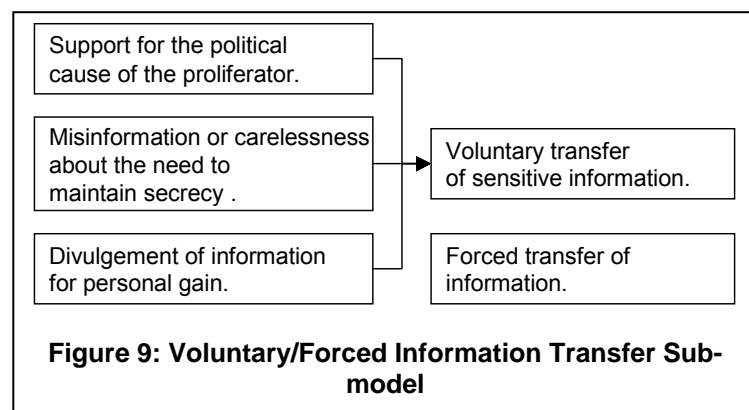 Support for the political
cause of the proliferator.
Misinformation or carelessness
about the need to
maintain secrecy .
Voluntary transfer
of sensitive information.
Divulgement of information
for personal gain.
Forced transfer of
information.
Figure 9: Voluntary/Forced Information Transfer Sub-
model